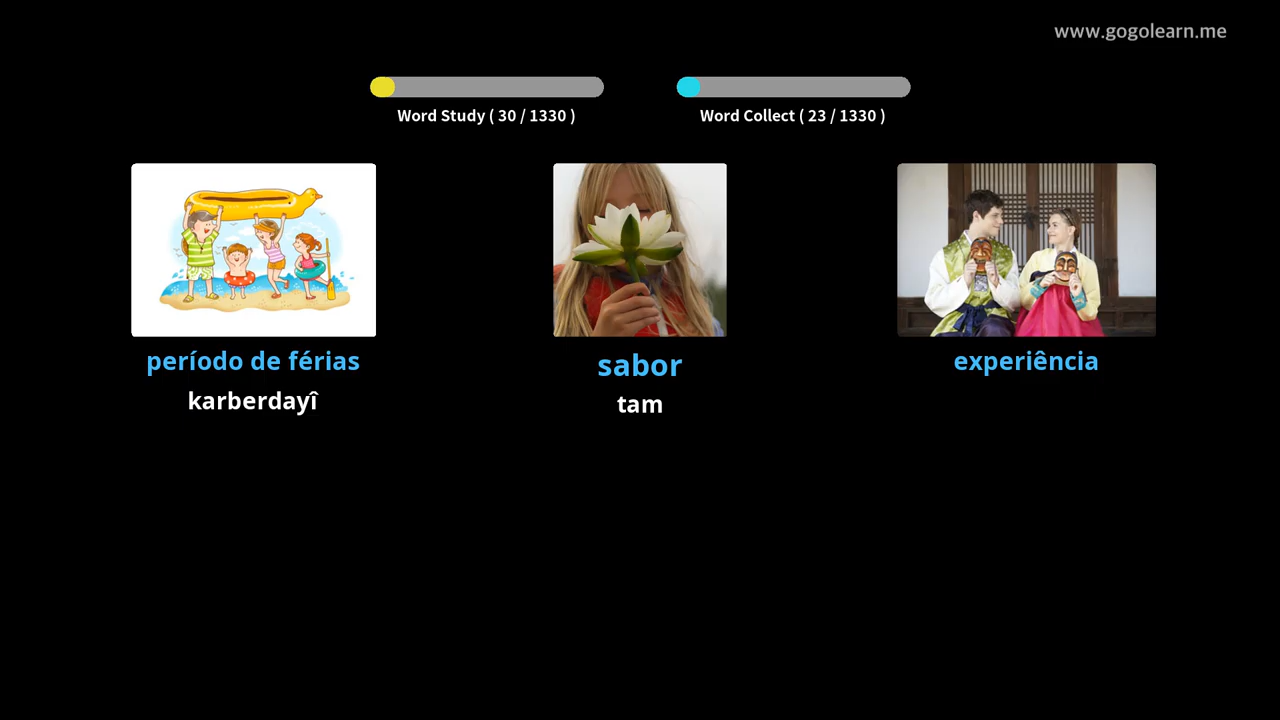 www.gogolearn.me
Word Study ( 30 / 1330 )
Word Collect ( 23 / 1330 )
período de férias
karberdayî
sabor
tam
experiência